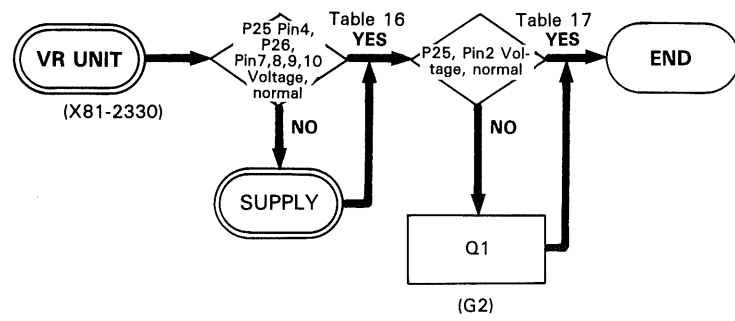 VR UNIT
(X81-2330)
P25 Pin4,
P26,
Pin7,8,9,10
Voltage,
normal
Table 16
YES
NO
SUPPLY
P25, Pin2 Vol-
tage, normal
Table 17
YES
NO
Q1
(G2)
END